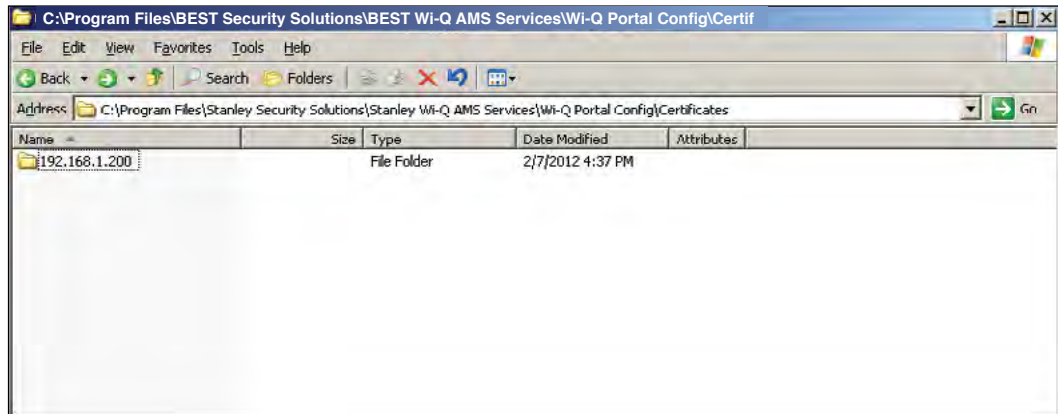 C:\Program Files\BEST Security Solutions\BEST Wi-Q AMS Services\Wi-Q Portal Config\Certif
File Edit View Favorites Tools Help
Back Search Folders
Address C:\Program Files\Stanley Security Solutions\Stanley Wi-Q AMS Services\Wi-Q Portal Config\Certificates Go
Name Size Type Date Modified Attributes
192.168.1.200 File Folder 2/7/2012 4:37 PM